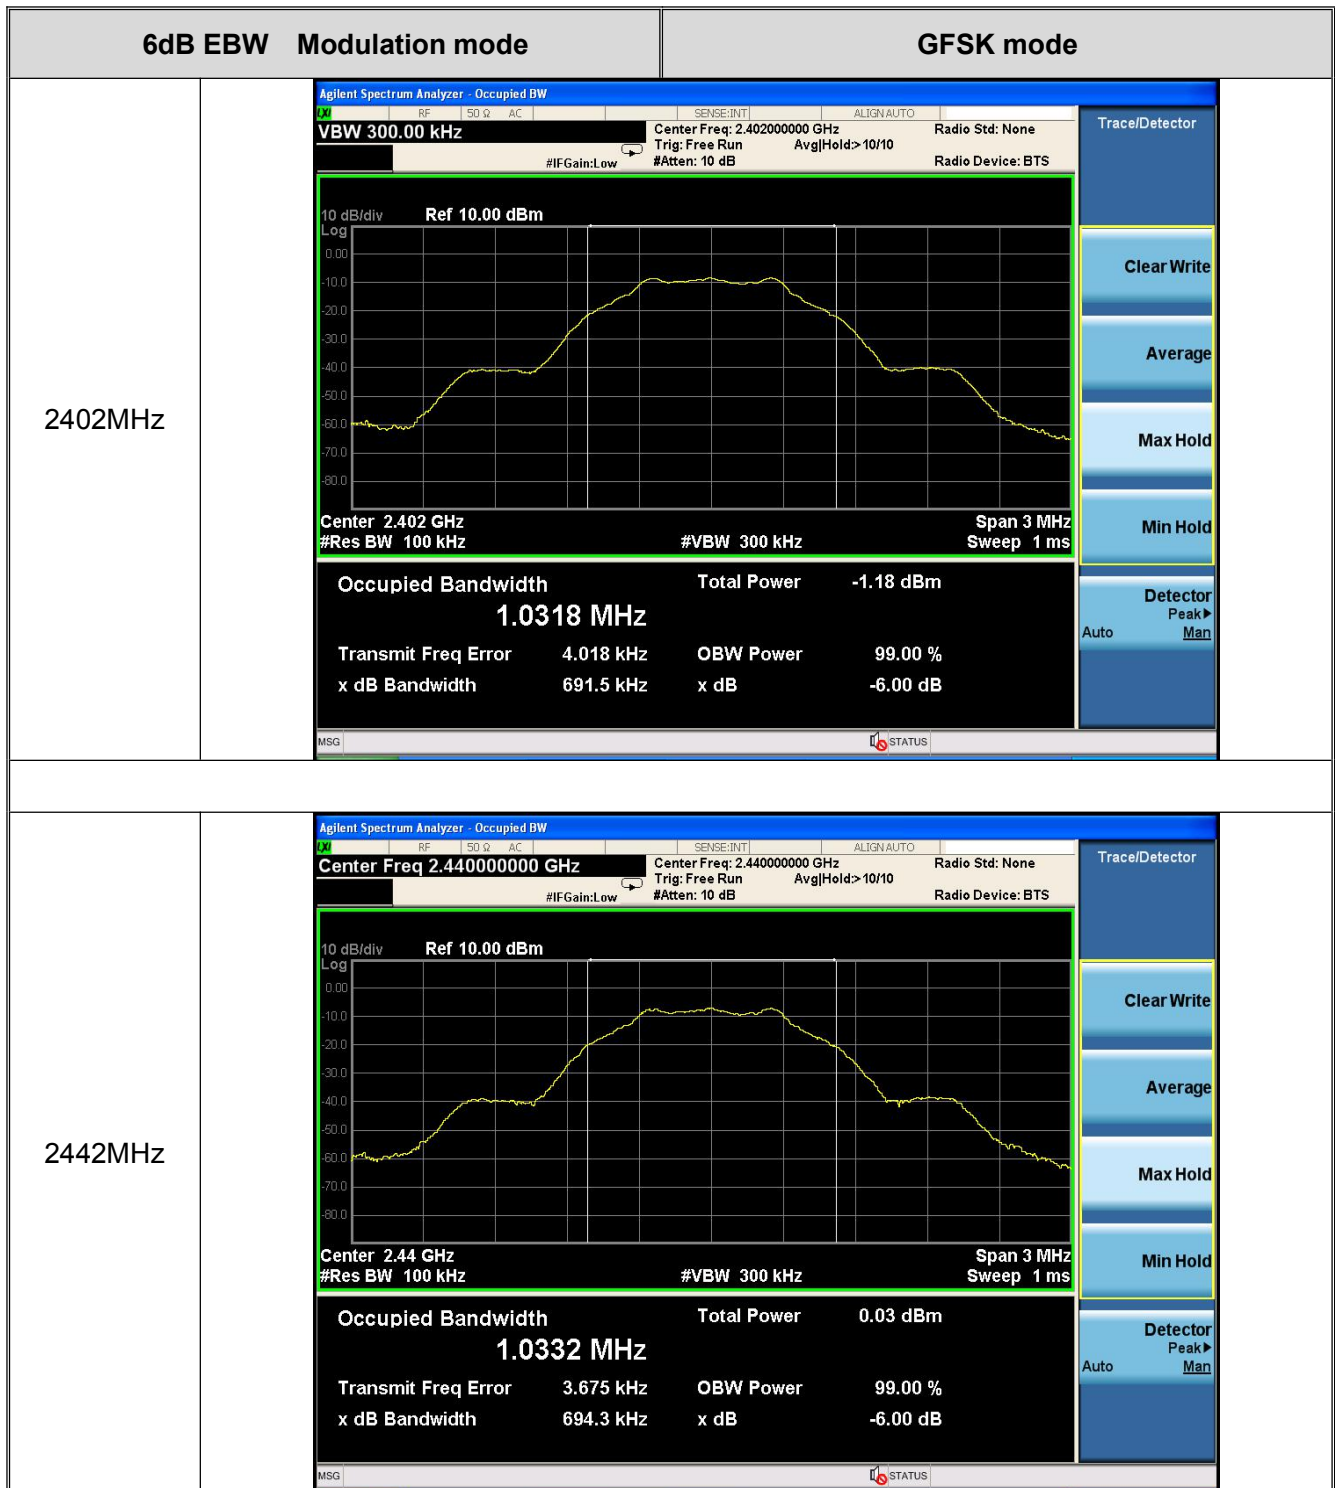 6dB EBW Modulation mode
GFSK mode
2402MHz
Agilent Spectrum Analyzer - Occupied BW
LXI RF 50 Ω AC SENSE:INT ALIGN AUTO
VBW 300.00 kHz
Center Freq: 2.402000000 GHz
Radio Std: None
Trig: Free Run Avg|Hold:> 10/10
#IFGain:Low #Atten: 10 dB
Radio Device: BTS
Trace/Detector
10 dB/div Ref 10.00 dBm
Log
0.00
-10.0
-20.0
-30.0
-40.0
-50.0
-60.0
-70.0
-80.0
Clear Write
Average
Max Hold
Min Hold
Center 2.402 GHz Span 3 MHz
#Res BW 100 kHz #VBW 300 kHz Sweep 1 ms
Occupied Bandwidth Total Power -1.18 dBm
1.0318 MHz
Transmit Freq Error 4.018 kHz OBW Power 99.00 %
x dB Bandwidth 691.5 kHz x dB -6.00 dB
Detector
Peak▶
Auto Man
MSG STATUS
2442MHz
Agilent Spectrum Analyzer - Occupied BW
LXI RF 50 Ω AC SENSE:INT ALIGN AUTO
Center Freq 2.440000000 GHz
Center Freq: 2.440000000 GHz
Radio Std: None
Trig: Free Run Avg|Hold:> 10/10
#IFGain:Low #Atten: 10 dB
Radio Device: BTS
Trace/Detector
10 dB/div Ref 10.00 dBm
Log
0.00
-10.0
-20.0
-30.0
-40.0
-50.0
-60.0
-70.0
-80.0
Clear Write
Average
Max Hold
Min Hold
Center 2.44 GHz Span 3 MHz
#Res BW 100 kHz #VBW 300 kHz Sweep 1 ms
Occupied Bandwidth Total Power 0.03 dBm
1.0332 MHz
Transmit Freq Error 3.675 kHz OBW Power 99.00 %
x dB Bandwidth 694.3 kHz x dB -6.00 dB
Detector
Peak▶
Auto Man
MSG STATUS